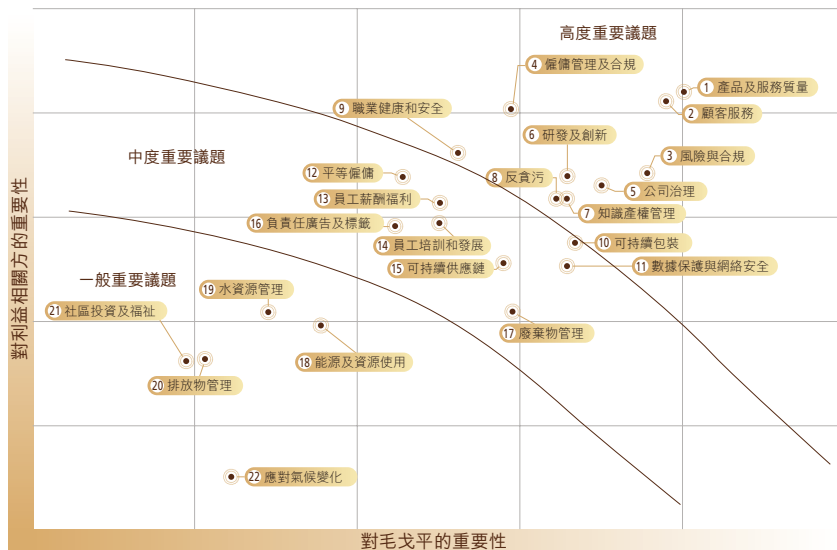 高度重要議題
4 僱傭管理及合規
1 產品及服務質量
9 職業健康和安全
2 顧客服務
6 研發及創新
中度重要議題
3 風險與合規
12 平等僱傭
8 反貪污
5 公司治理
13 員工薪酬福利
7 知識產權管理
16 負責任廣告及標籤
14 員工培訓和發展
10 可持續包裝
15 可持續供應鏈
11 數據保護與網絡安全
一般重要議題
19 水資源管理
21 社區投資及福祉
17 廢棄物管理
18 能源及資源使用
20 排放物管理
22 應對氣候變化
對利益相關方的重要性
對毛戈平的重要性